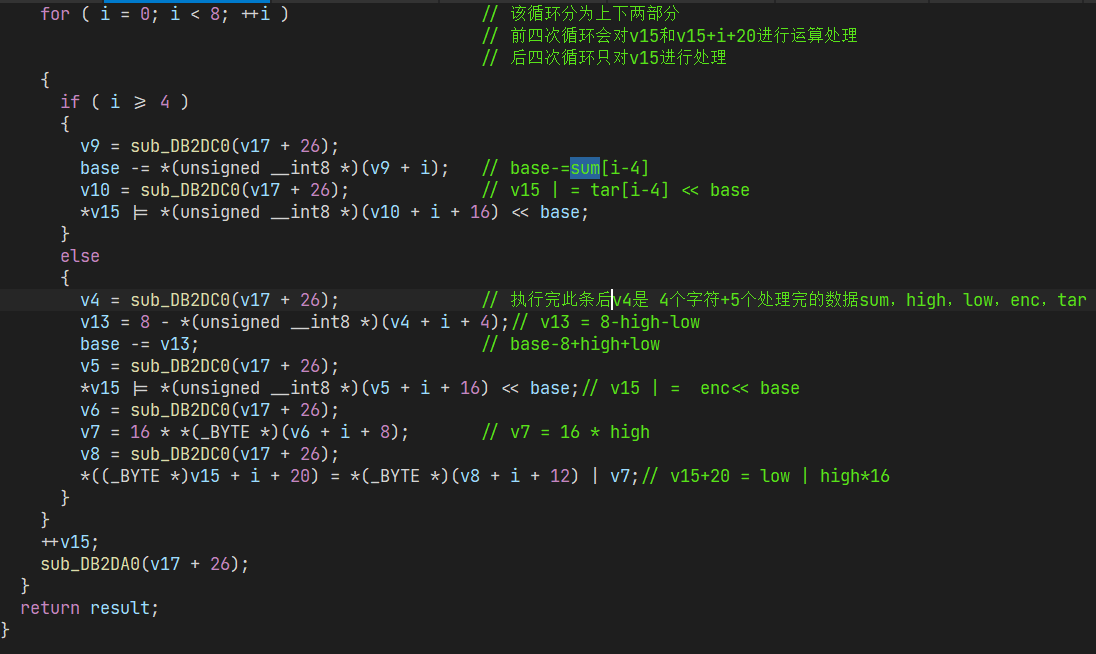 for ( i = 0; i < 8; ++i ) // 该循环分为上下两部分
// 前四次循环会对v15和v15+i+20进行运算处理
// 后四次循环只对v15进行处理
{
if ( i >= 4 )
{
v9 = sub_DB2DC0(v17 + 26);
base -= *(unsigned __int8 *)(v9 + i); // base-=sum[i-4]
v10 = sub_DB2DC0(v17 + 26); // v15 | = tar[i-4] << base
*v15 |= *(unsigned __int8 *)(v10 + i + 16) << base;
}
else
{
v4 = sub_DB2DC0(v17 + 26); // 执行完此条后v4是 4个字符+5个处理完的数据sum，high，low，enc，tar
v13 = 8 - *(unsigned __int8 *)(v4 + i + 4);// v13 = 8-high-low
base -= v13; // base-8+high+low
v5 = sub_DB2DC0(v17 + 26);
*v15 |= *(unsigned __int8 *)(v5 + i + 16) << base;// v15 | =  enc<< base
v6 = sub_DB2DC0(v17 + 26);
v7 = 16 * *(_BYTE *)(v6 + i + 8); // v7 = 16 * high
v8 = sub_DB2DC0(v17 + 26);
*((_BYTE *)v15 + i + 20) = *(_BYTE *)(v8 + i + 12) | v7;// v15+20 = low | high*16
}
}
++v15;
sub_DB2DA0(v17 + 26);
}
return result;
}